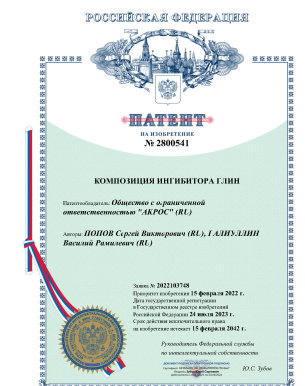 РОССИЙСКАЯ ФЕДЕРАЦИЯ
ПАТЕНТ
НА ИЗОБРЕТЕНИЕ
№ 2800541
КОМПОЗИЦИЯ ИНГИБИТОРА ГЛИН
Патентообладатель: Общество с ограниченной
ответственностью "АКРОС" (RU)
Авторы: ПОПОВ Сергей Викторович (RU), ГАЛИУЛЛИН
Василий Рамилевич (RU)
Заявка № 2022103748
Приоритет изобретения 15 февраля 2022 г.
Дата государственной регистрации
в Государственном реестре изобретений
Российской Федерации 24 июля 2023 г.
Срок действия исключительного права
на изобретение истекает 15 февраля 2042 г.
Руководитель Федеральной службы
по интеллектуальной собственности
Ю.С. Зубов